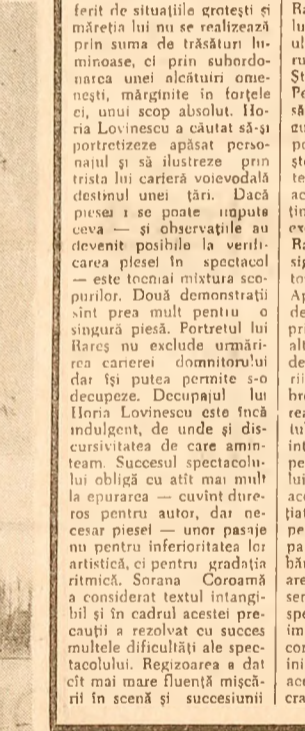 ferit de situațiile grotești și
măreția lui nu se realizează
prin suma de trăsături lu-
minoase, ci prin subordo-
narea unei alcătuiri ome-
nești, mărginite în forțele
ei, unui scop absolut. Ho-
ria Lovinescu a căutat să-și
portretizeze apăsat perso-
najul și să ilustreze prin
trista lui carieră voievodală
destinul unei țări. Dacă
piesei i se poate imputa
ceva — și observațiile au
devenit posibile la verifi-
carea piesei în spectacol
— este tocmai mixtura sco-
purilor. Două demonstrații
sint prea mult pentru o
singură piesă. Portretul lui
Rareș nu exclude urmări-
rea carierei domnitorului
dar își putea permite s-o
decupeze. Decupajul lui
Horia Lovinescu este încă
indulgent, de unde și dis-
cursivitatea de care amin-
team. Succesul spectacolu-
lui obligă cu atît mai mult
la epurarea — cuvînt dure-
ros pentru autor, dar ne-
cesar piesei — unor pasaje
nu pentru inferioritatea lor
artistică, ci pentru gradația
ritmică. Sorana Coroamă
a considerat textul intangi-
bil și în cadrul acestei pre-
cauții a rezolvat cu succes
multele dificultăți ale spec-
tacolului. Regizoarea a dat
cît mai mare fluență mișcă-
rii în scenă și succesiunii